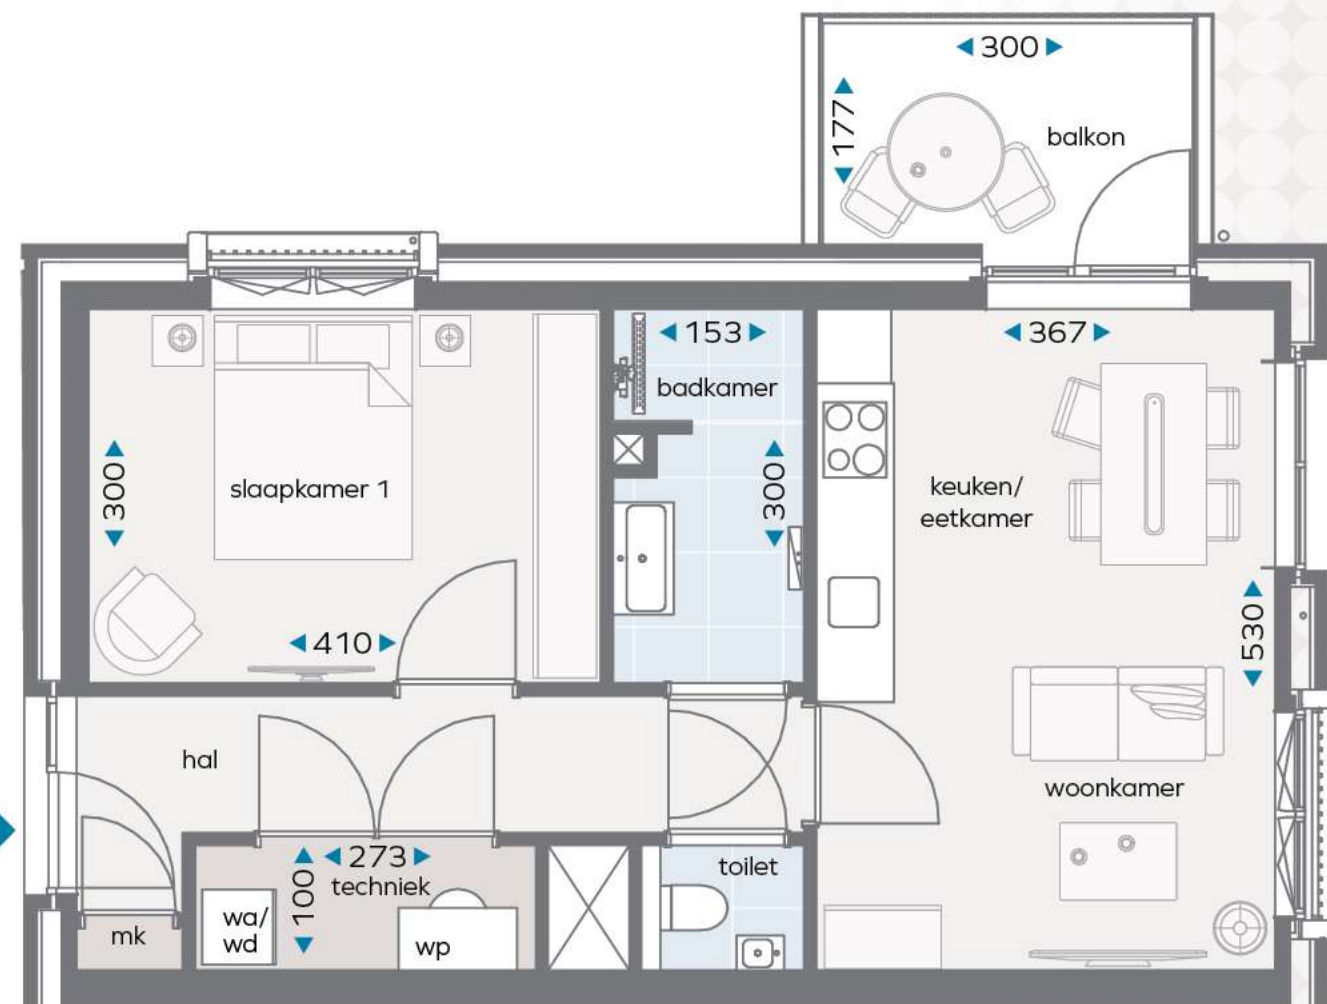 300
177
balkon
153
badkamer
367
300
slaapkamer 1
300
keuken/
eetkamer
410
530
hal
woonkamer
273
techniek
100
toilet
wa/
wd
wp
mk